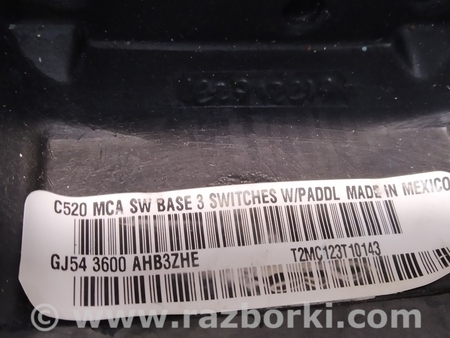 C520 MCA SW BASE 3 SWITCHES W/PADDL MADE IN MEXICO
GJ54 3600 AHB3ZHE T2MC123T10143
www.razborki.com